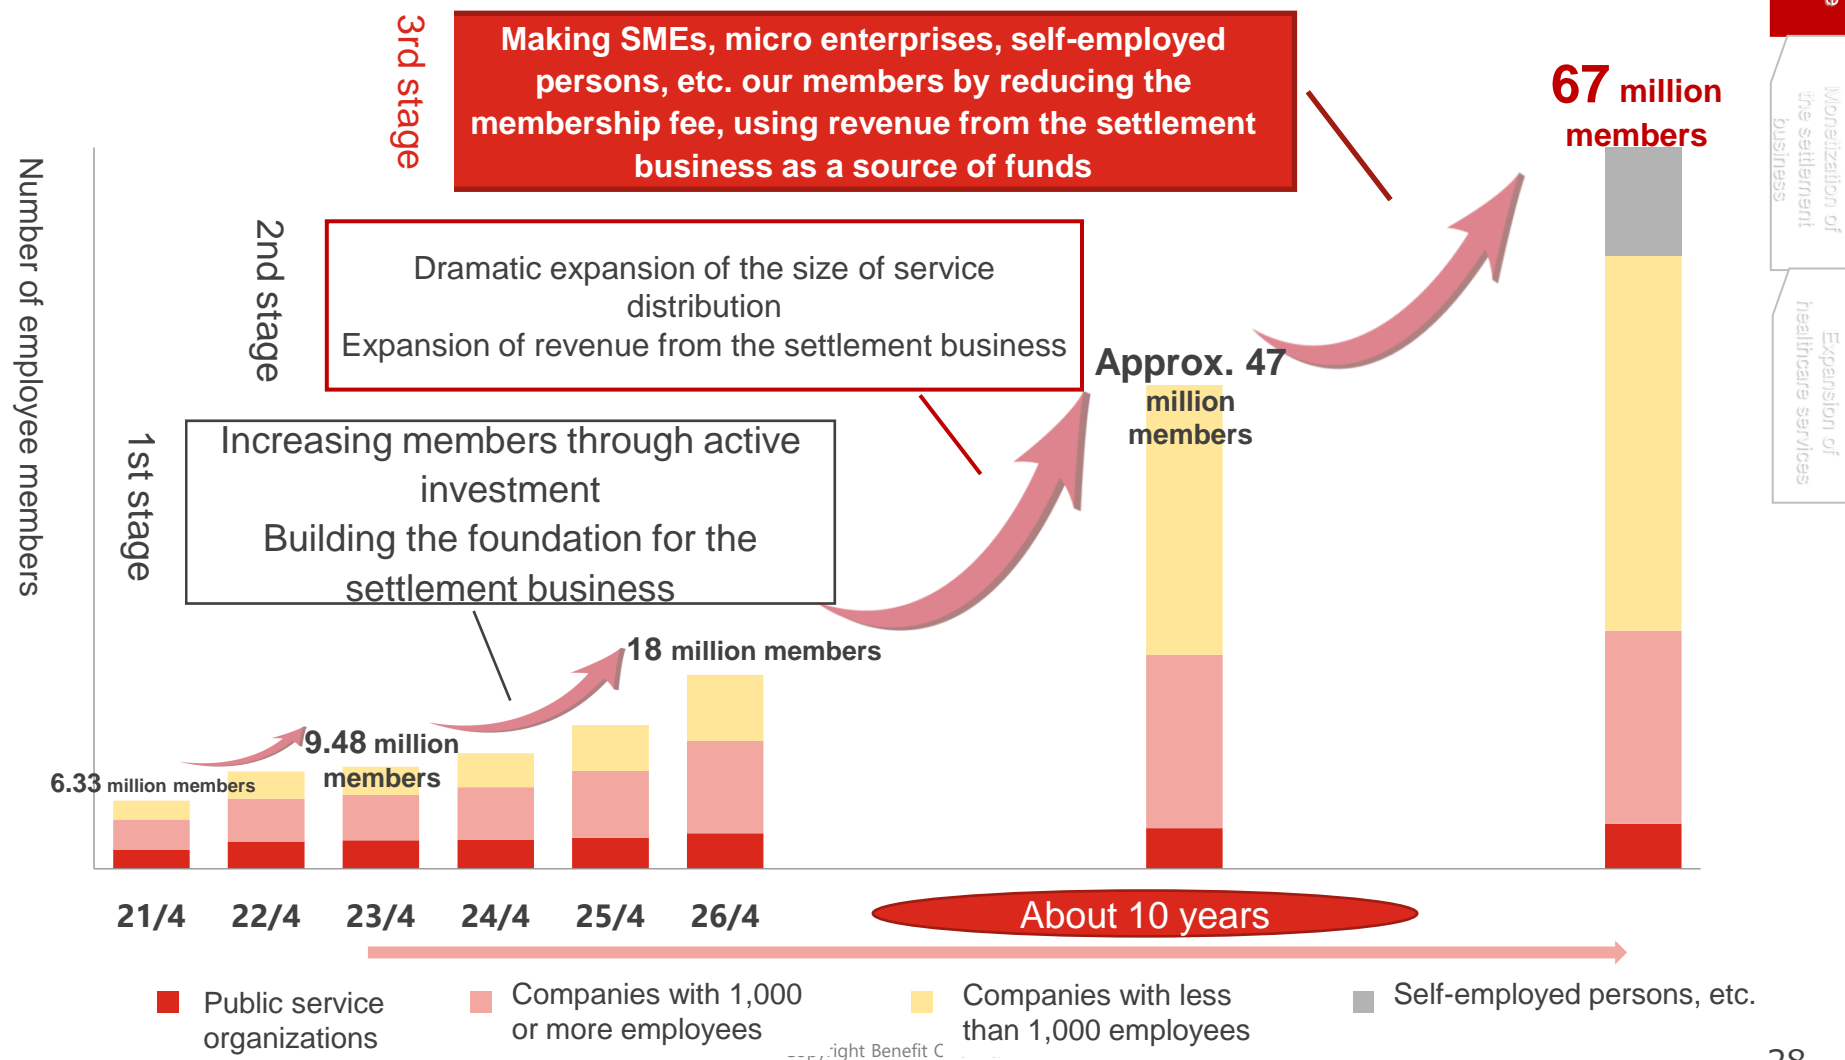 3rd stage
Making SMEs, micro enterprises, self-employed
persons, etc. our members by reducing the
membership fee, using revenue from the settlement
business as a source of funds
67 million
members
Monetization of
the settlement
business
Expansion of
healthcare services
2nd stage
Dramatic expansion of the size of service
distribution
Expansion of revenue from the settlement business
Approx. 47
million
members
1st stage
Increasing members through active
investment
Building the foundation for the
settlement business
Number of employee members
18 million members
9.48 million
members
6.33 million members
21/4 22/4 23/4 24/4 25/4 26/4
About 10 years
Public service
organizations
Companies with 1,000
or more employees
Companies with less
than 1,000 employees
Self-employed persons, etc.
Copyright Benefit
28